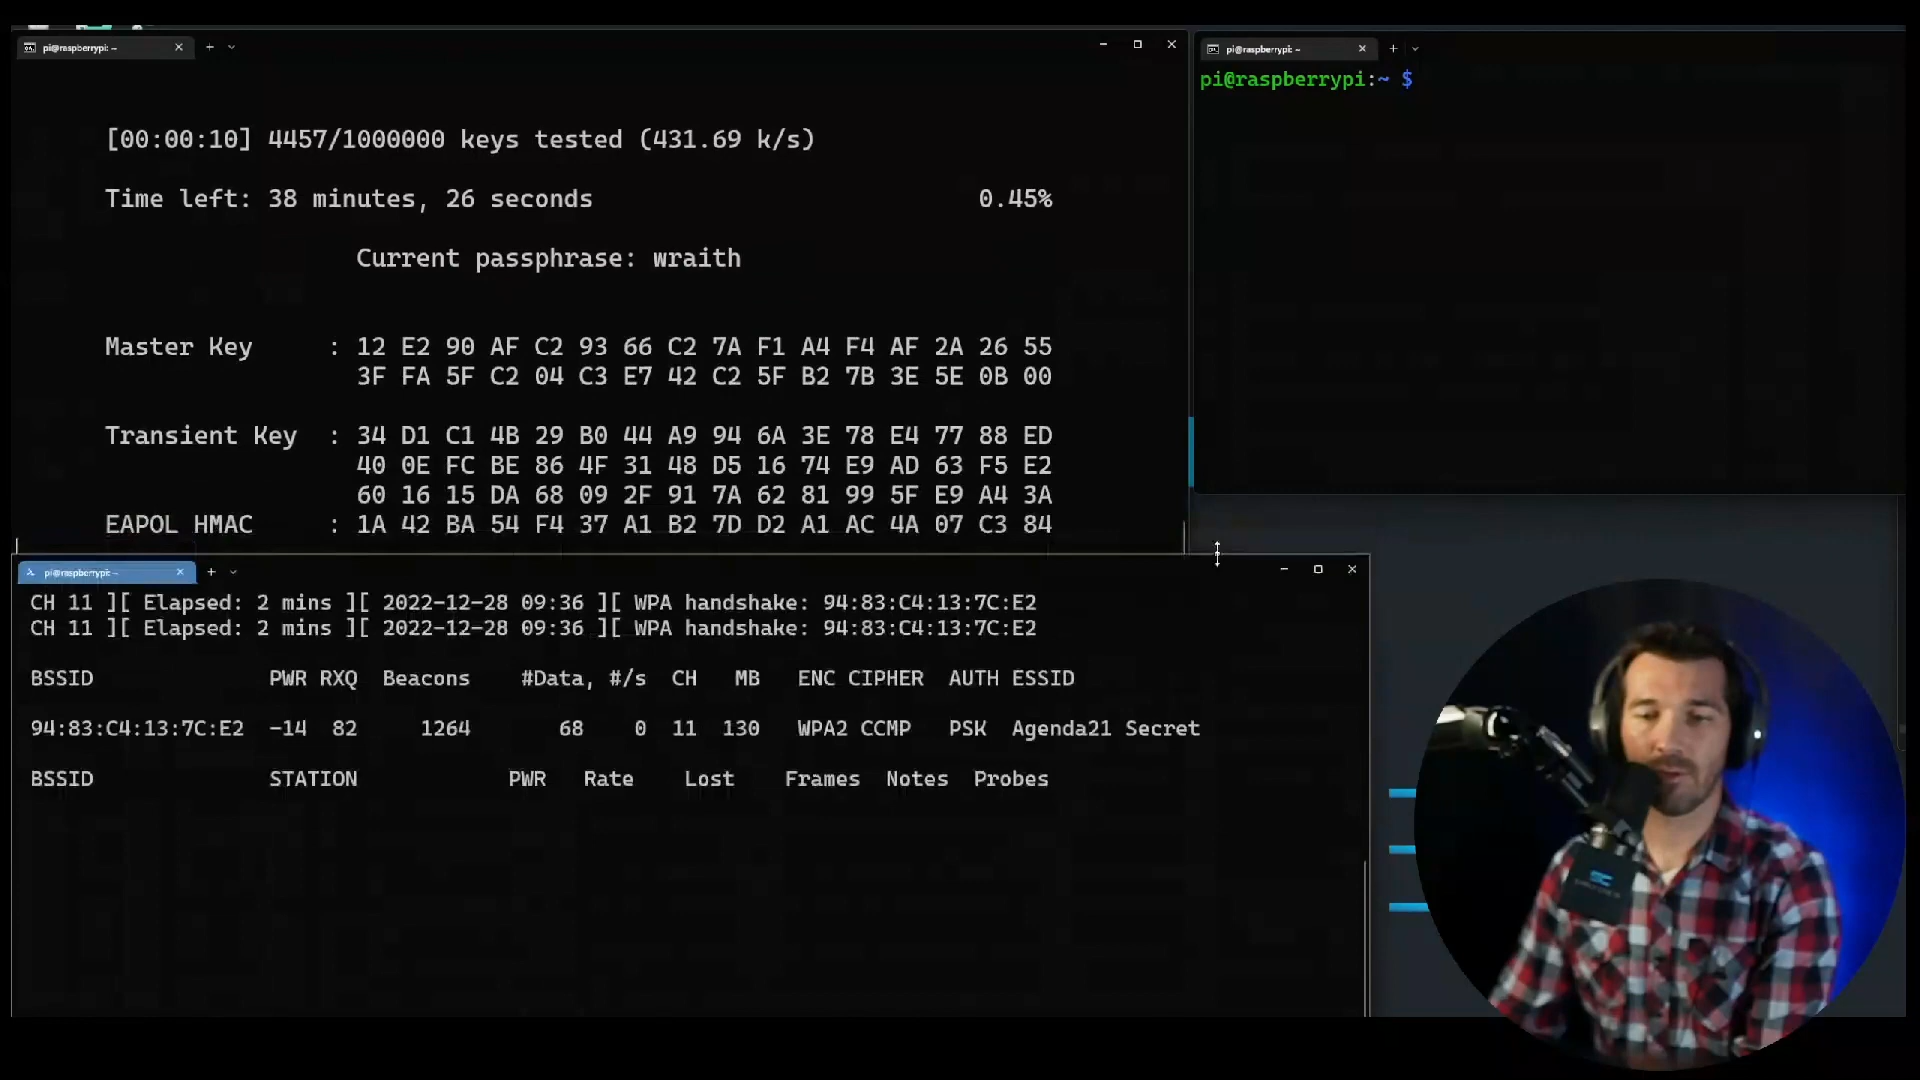 pi@raspberrypi: ~
[00:00:10] 4457/1000000 keys tested (431.69 k/s)
Time left: 38 minutes, 26 seconds 0.45%
Current passphrase: wraith
Master Key : 12 E2 90 AF C2 93 66 C2 7A F1 A4 F4 AF 2A 26 55
3F FA 5F C2 04 C3 E7 42 C2 5F B2 7B 3E 5E 0B 00
Transient Key : 34 D1 C1 4B 29 B0 44 A9 94 6A 3E 78 E4 77 88 ED
40 0E FC BE 86 4F 31 48 D5 16 74 E9 AD 63 F5 E2
60 16 15 DA 68 09 2F 91 7A 62 81 99 5F E9 A4 3A
EAPOL HMAC : 1A 42 BA 54 F4 37 A1 B2 7D D2 A1 AC 4A 07 C3 84
pi@raspberrypi: ~
pi@raspberrypi:~ $
pi@raspberrypi: ~
CH 11 ][ Elapsed: 2 mins ][ 2022-12-28 09:36 ][ WPA handshake: 94:83:C4:13:7C:E2
CH 11 ][ Elapsed: 2 mins ][ 2022-12-28 09:36 ][ WPA handshake: 94:83:C4:13:7C:E2
BSSID PWR RXQ Beacons #Data, #/s CH MB ENC CIPHER AUTH ESSID
94:83:C4:13:7C:E2 -14 82 1264 68 0 11 130 WPA2 CCMP PSK Agenda21 Secret
BSSID STATION PWR Rate Lost Frames Notes Probes